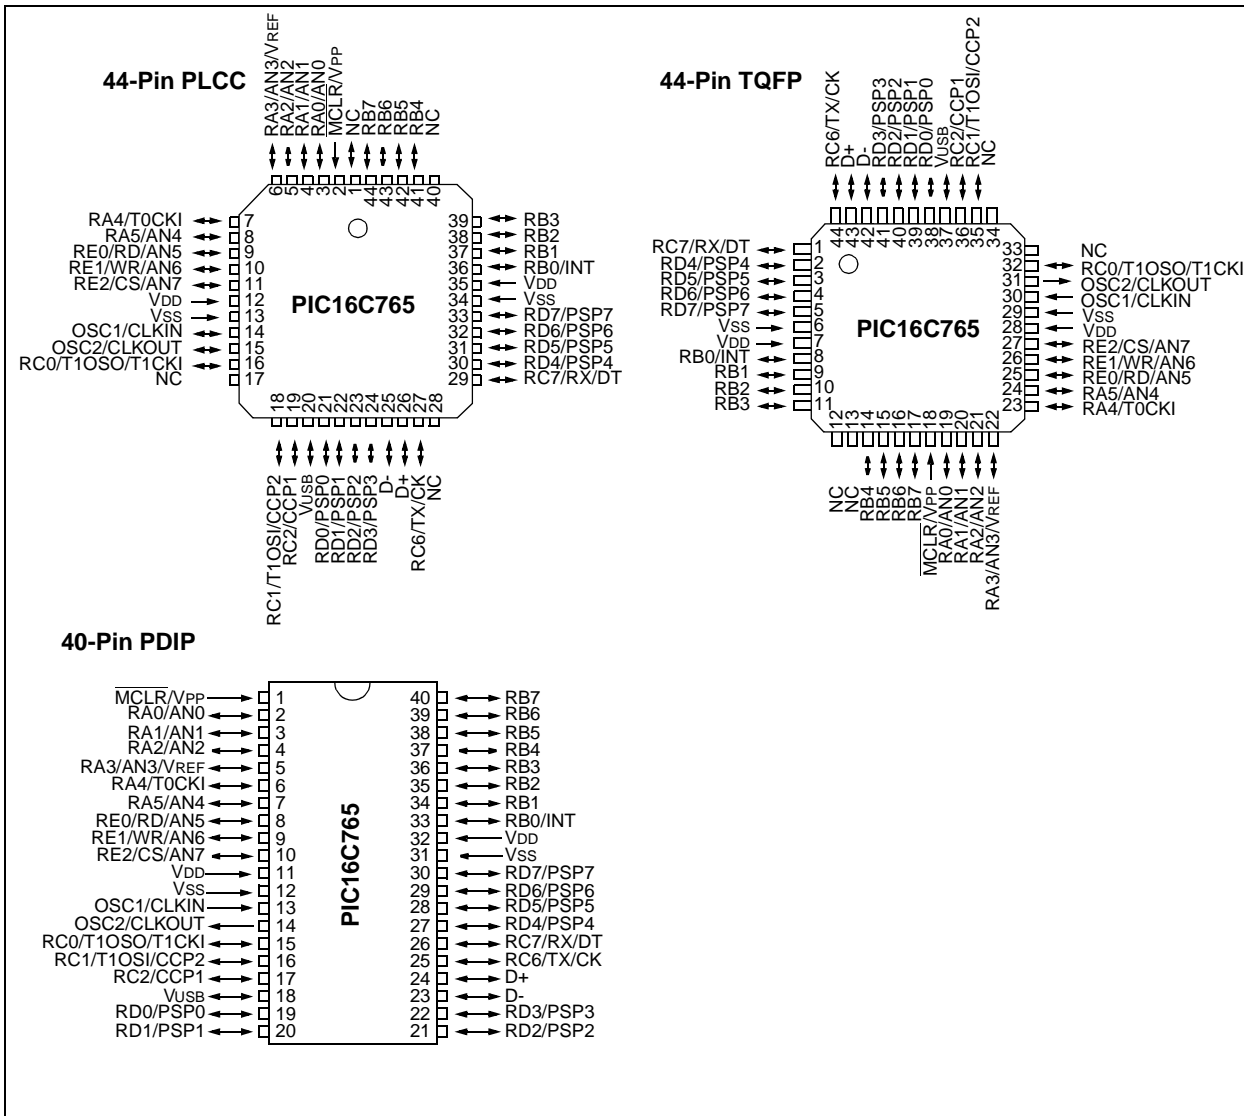 44-Pin PLCC
RA3/AN3/VREF
RA2/AN2
RA1/AN1
RA0/AN0
MCLR/VPP
NC
RB7
RB6
RB5
RB4
NC
6 5 4 3 2 1 44 43 42 41 40
RA4/T0CKI 7
RA5/AN4 8
RE0/RD/AN5 9
RE1/WR/AN6 10
RE2/CS/AN7 11
VDD 12
VSS 13
OSC1/CLKIN 14
OSC2/CLKOUT 15
RC0/T1OSO/T1CKI 16
NC 17
PIC16C765
39 RB3
38 RB2
37 RB1
36 RB0/INT
35 VDD
34 VSS
33 RD7/PSP7
32 RD6/PSP6
31 RD5/PSP5
30 RD4/PSP4
29 RC7/RX/DT
18 19 20 21 22 23 24 25 26 27 28
RC1/T1OSI/CCP2
RC2/CCP1
VUSB
RD0/PSP0
RD1/PSP1
RD2/PSP2
RD3/PSP3
D-
D+
RC6/TX/CK
NC
44-Pin TQFP
RC6/TX/CK
D+
D-
RD3/PSP3
RD2/PSP2
RD1/PSP1
RD0/PSP0
VUSB
RC2/CCP1
RC1/T1OSI/CCP2
NC
44 43 42 41 40 39 38 37 36 35 34
RC7/RX/DT 1
RD4/PSP4 2
RD5/PSP5 3
RD6/PSP6 4
RD7/PSP7 5
VSS 6
VDD 7
RB0/INT 8
RB1 9
RB2 10
RB3 11
PIC16C765
33 NC
32 RC0/T1OSO/T1CKI
31 OSC2/CLKOUT
30 OSC1/CLKIN
29 VSS
28 VDD
27 RE2/CS/AN7
26 RE1/WR/AN6
25 RE0/RD/AN5
24 RA5/AN4
23 RA4/T0CKI
12 13 14 15 16 17 18 19 20 21 22
NC
NC
RB4
RB5
RB6
RB7
MCLR/VPP
RA0/AN0
RA1/AN1
RA2/AN2
RA3/AN3/VREF
40-Pin PDIP
MCLR/VPP 1
RA0/AN0 2
RA1/AN1 3
RA2/AN2 4
RA3/AN3/VREF 5
RA4/T0CKI 6
RA5/AN4 7
RE0/RD/AN5 8
RE1/WR/AN6 9
RE2/CS/AN7 10
VDD 11
VSS 12
OSC1/CLKIN 13
OSC2/CLKOUT 14
RC0/T1OSO/T1CKI 15
RC1/T1OSI/CCP2 16
RC2/CCP1 17
VUSB 18
RD0/PSP0 19
RD1/PSP1 20
PIC16C765
40 RB7
39 RB6
38 RB5
37 RB4
36 RB3
35 RB2
34 RB1
33 RB0/INT
32 VDD
31 VSS
30 RD7/PSP7
29 RD6/PSP6
28 RD5/PSP5
27 RD4/PSP4
26 RC7/RX/DT
25 RC6/TX/CK
24 D+
23 D-
22 RD3/PSP3
21 RD2/PSP2